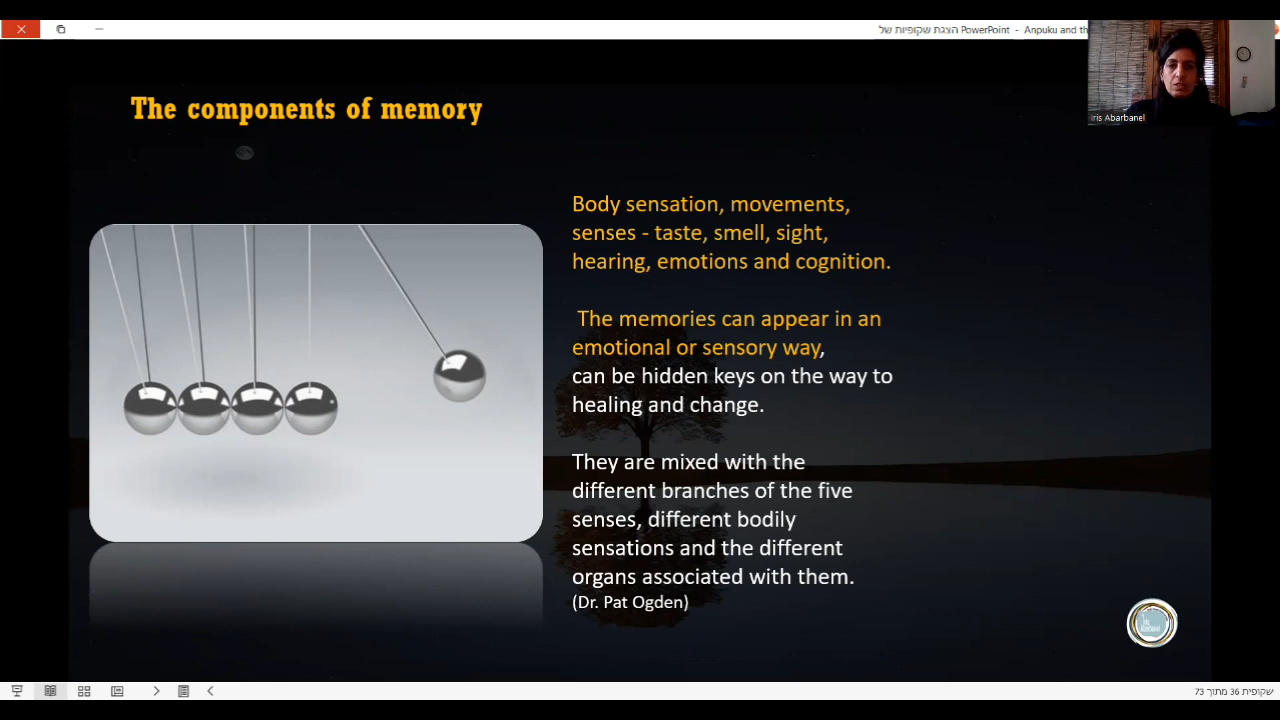 הצגת שקופיות של PowerPoint - Anpuku and th
Iris Abarbanel
The components of memory
Body sensation, movements,
senses - taste, smell, sight,
hearing, emotions and cognition.
The memories can appear in an
emotional or sensory way,
can be hidden keys on the way to
healing and change.
They are mixed with the
different branches of the five
senses, different bodily
sensations and the different
organs associated with them.
(Dr. Pat Ogden)
שקופית 36 מתוך 73